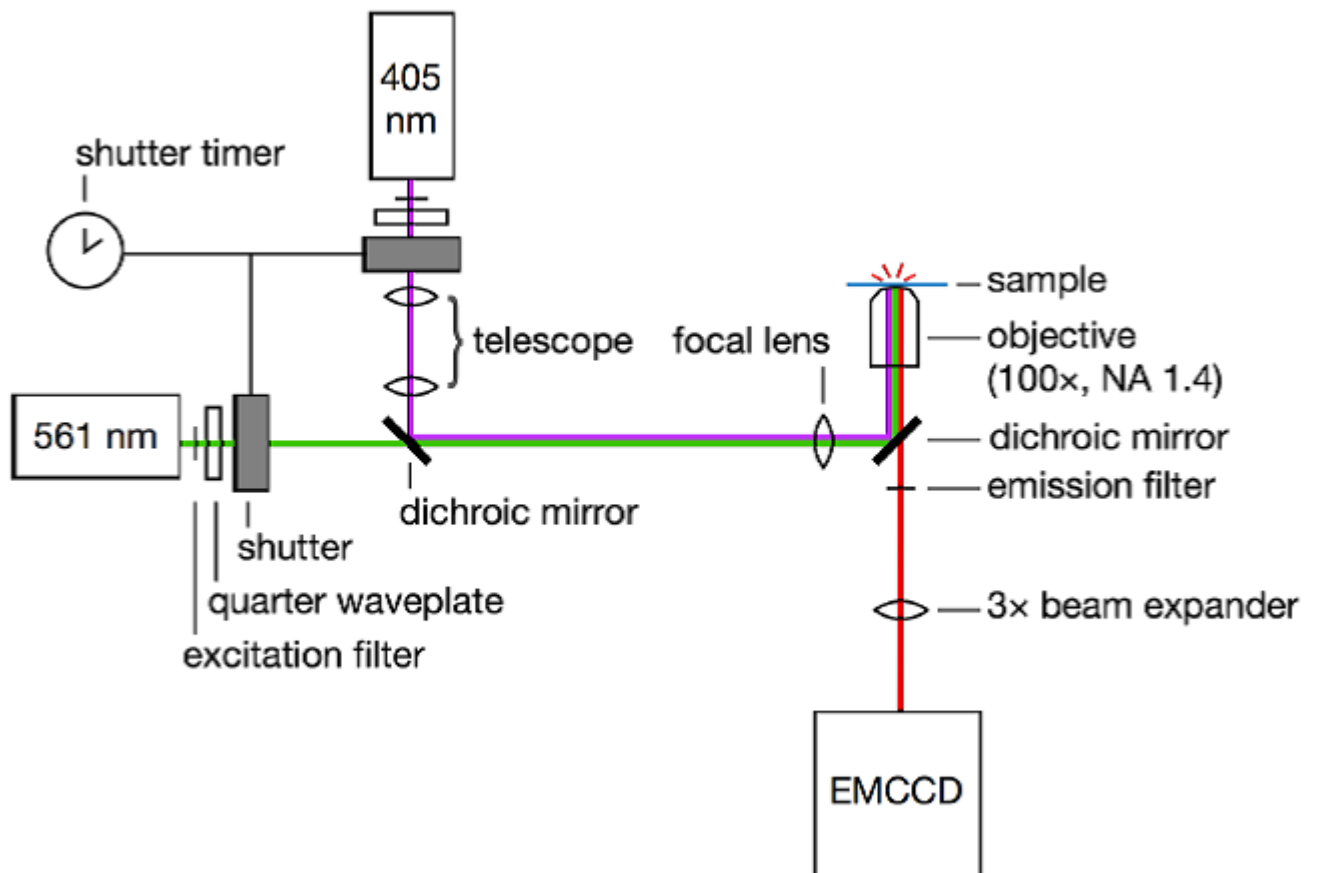 405
nm
shutter timer
telescope
focal lens
sample
objective
(100×, NA 1.4)
561 nm
dichroic mirror
emission filter
dichroic mirror
shutter
quarter waveplate
excitation filter
3× beam expander
EMCCD